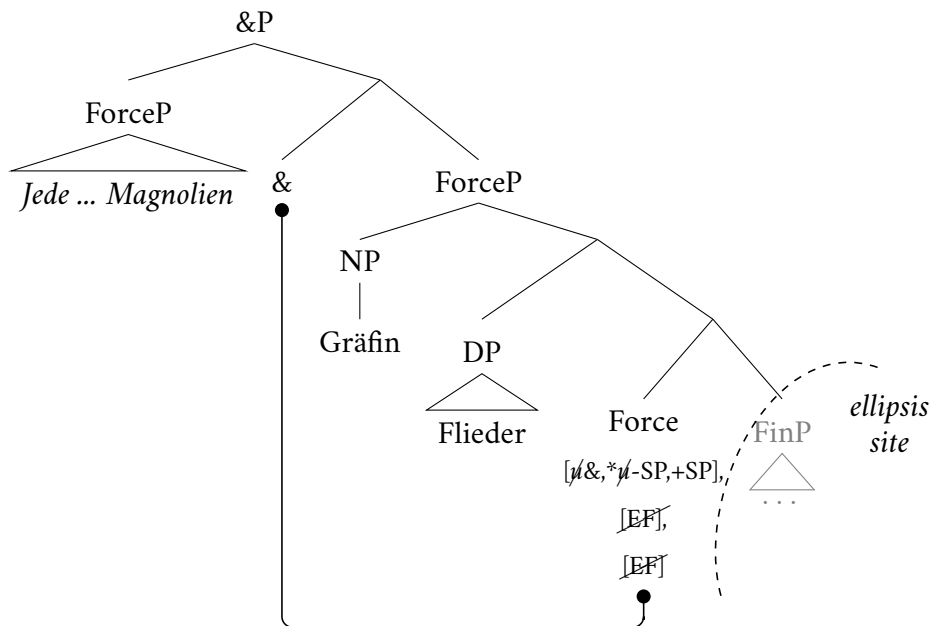 &P
ForceP
Jede ... Magnolien
&
ForceP
NP
Gräfin
DP
Flieder
Force
[u&,*u-SP,+SP],
[EF],
[EF]
FinP
. . .
ellipsis
site